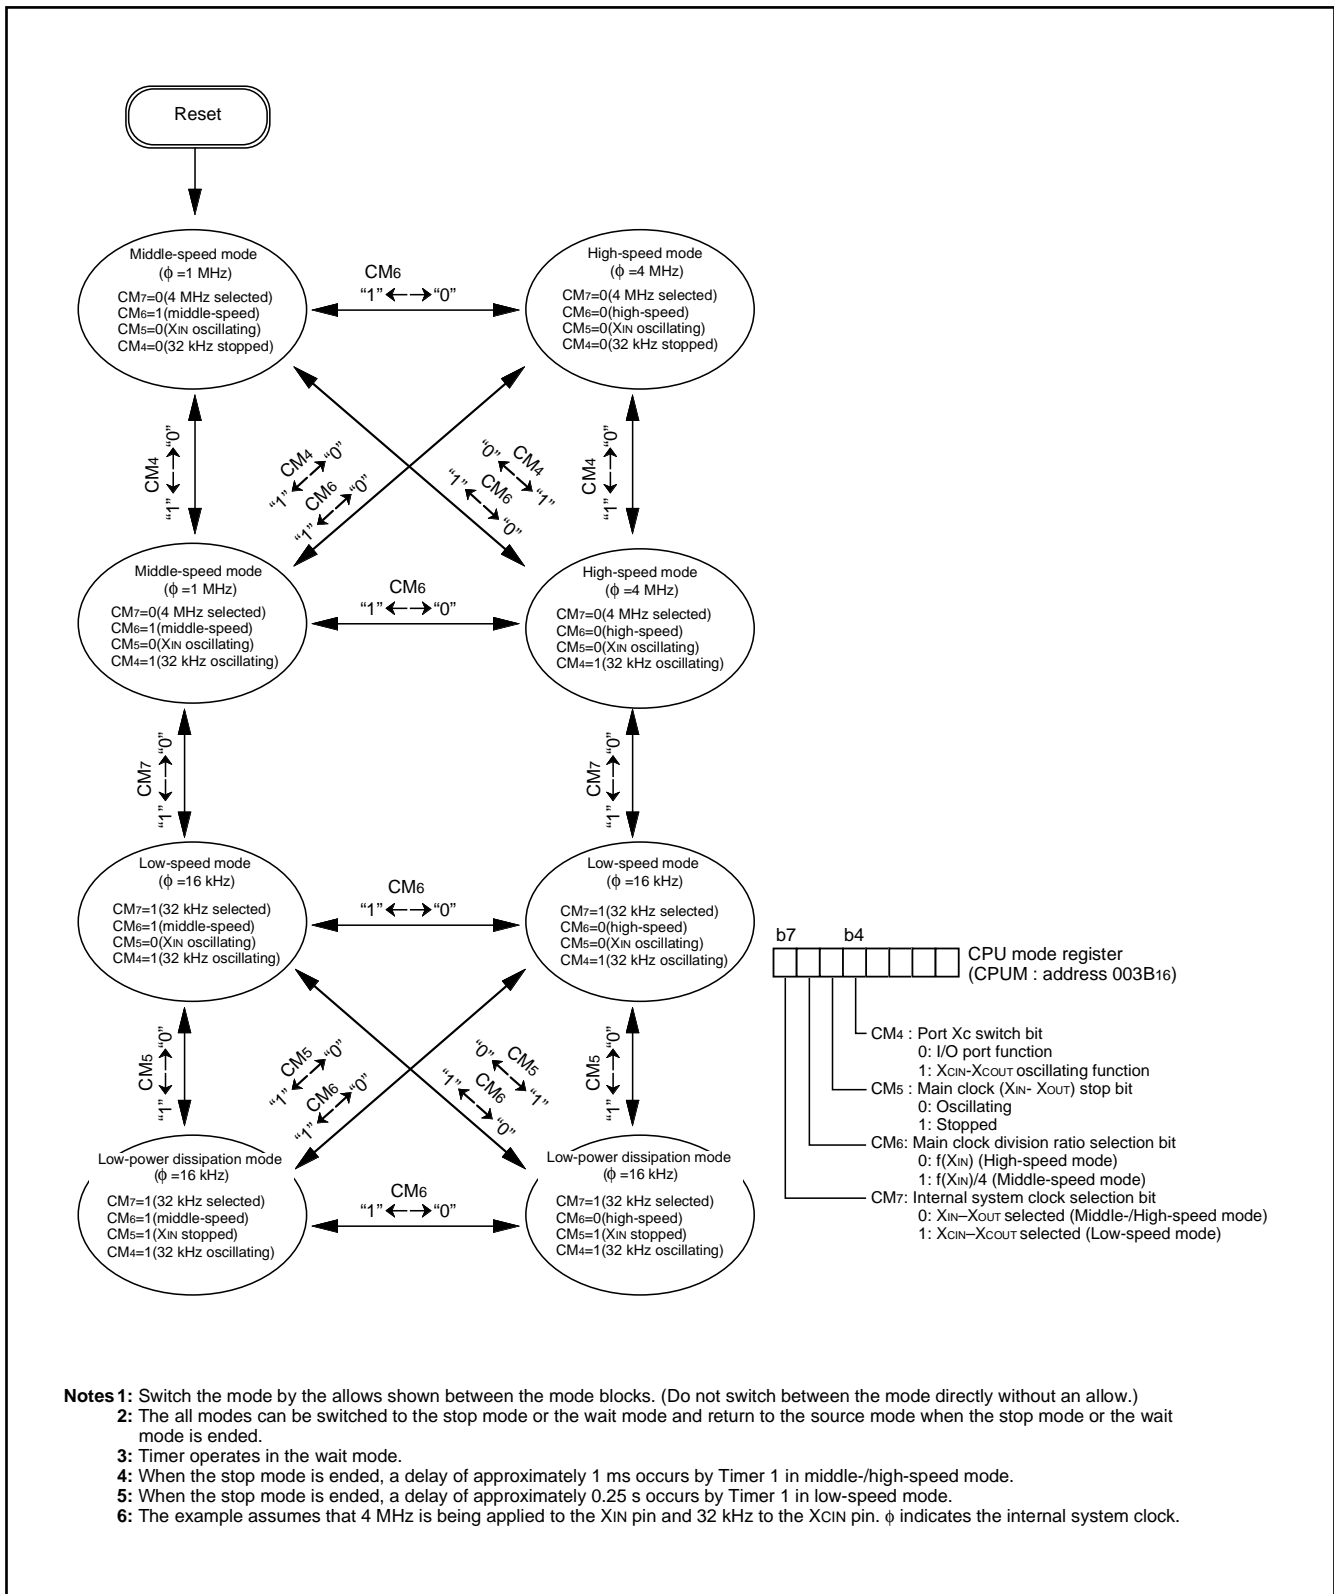 Reset
Middle-speed mode
(ϕ =1 MHz)
CM7=0(4 MHz selected)
CM6=1(middle-speed)
CM5=0(XIN oscillating)
CM4=0(32 kHz stopped)
CM6
“1” ←→ “0”
High-speed mode
(ϕ =4 MHz)
CM7=0(4 MHz selected)
CM6=0(high-speed)
CM5=0(XIN oscillating)
CM4=0(32 kHz stopped)
CM4
“1” ←→ “0”
CM4
“1” ←→ “0”
CM6
“1” ←→ “0”
CM4
“0” ←→ “1”
CM6
“1” ←→ “0”
CM4
“1” ←→ “0”
Middle-speed mode
(ϕ =1 MHz)
CM7=0(4 MHz selected)
CM6=1(middle-speed)
CM5=0(XIN oscillating)
CM4=1(32 kHz oscillating)
CM6
“1” ←→ “0”
High-speed mode
(ϕ =4 MHz)
CM7=0(4 MHz selected)
CM6=0(high-speed)
CM5=0(XIN oscillating)
CM4=1(32 kHz oscillating)
CM7
“1” ←→ “0”
CM7
“1” ←→ “0”
Low-speed mode
(ϕ =16 kHz)
CM7=1(32 kHz selected)
CM6=1(middle-speed)
CM5=0(XIN oscillating)
CM4=1(32 kHz oscillating)
CM6
“1” ←→ “0”
Low-speed mode
(ϕ =16 kHz)
CM7=1(32 kHz selected)
CM6=0(high-speed)
CM5=0(XIN oscillating)
CM4=1(32 kHz oscillating)
CM5
“1” ←→ “0”
CM5
“1” ←→ “0”
CM6
“1” ←→ “0”
CM5
“0” ←→ “1”
CM6
“1” ←→ “0”
CM5
“1” ←→ “0”
Low-power dissipation mode
(ϕ =16 kHz)
CM7=1(32 kHz selected)
CM6=1(middle-speed)
CM5=1(XIN stopped)
CM4=1(32 kHz oscillating)
CM6
“1” ←→ “0”
Low-power dissipation mode
(ϕ =16 kHz)
CM7=1(32 kHz selected)
CM6=0(high-speed)
CM5=1(XIN stopped)
CM4=1(32 kHz oscillating)
b7 b4
CPU mode register
(CPUM : address 003B16)
CM4 : Port Xc switch bit
0: I/O port function
1: XCIN-XCOUT oscillating function
CM5 : Main clock (XIN- XOUT) stop bit
0: Oscillating
1: Stopped
CM6: Main clock division ratio selection bit
0: f(XIN) (High-speed mode)
1: f(XIN)/4 (Middle-speed mode)
CM7: Internal system clock selection bit
0: XIN–XOUT selected (Middle-/High-speed mode)
1: XCIN–XCOUT selected (Low-speed mode)
Notes 1: Switch the mode by the allows shown between the mode blocks. (Do not switch between the mode directly without an allow.)
2: The all modes can be switched to the stop mode or the wait mode and return to the source mode when the stop mode or the wait
mode is ended.
3: Timer operates in the wait mode.
4: When the stop mode is ended, a delay of approximately 1 ms occurs by Timer 1 in middle-/high-speed mode.
5: When the stop mode is ended, a delay of approximately 0.25 s occurs by Timer 1 in low-speed mode.
6: The example assumes that 4 MHz is being applied to the XIN pin and 32 kHz to the XCIN pin. ϕ indicates the internal system clock.